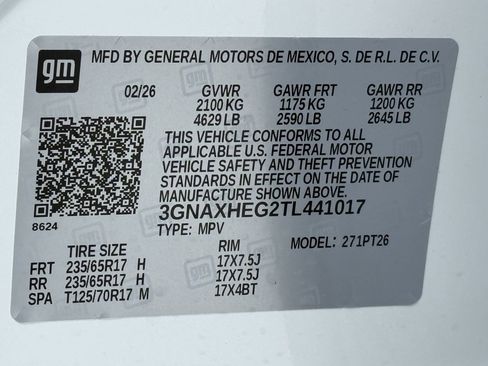 gm MFD BY GENERAL MOTORS DE MEXICO, S. DE R.L. DE C.V.
02/26 GVWR GAWR FRT GAWR RR
2100 KG 1175 KG 1200 KG
4629 LB 2590 LB 2645 LB
THIS VEHICLE CONFORMS TO ALL
APPLICABLE U.S. FEDERAL MOTOR
VEHICLE SAFETY AND THEFT PREVENTION
STANDARDS IN EFFECT ON THE DATE OF
MANUFACTURE SHOWN ABOVE.
3GNAXHEG2TL441017
8624
TYPE: MPV
TIRE SIZE RIM MODEL: 271PT26
FRT 235/65R17 H 17X7.5J
RR 235/65R17 H 17X7.5J
SPA T125/70R17 M 17X4BT